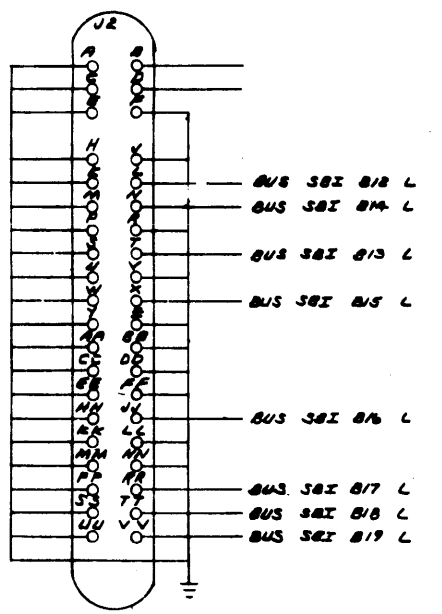 J2
A B
C D
E F
H
M
BUS SBI B12 L
BUS SBI B14 L
BUS SBI B13 L
W X
BUS SBI B15 L
AA BB
CC DD
EE FF
HH JJ
BUS SBI B16 L
KK LL
MM NN
PP RR
BUS SBI B17 L
SS TT
BUS SBI B18 L
UU VV
BUS SBI B19 L